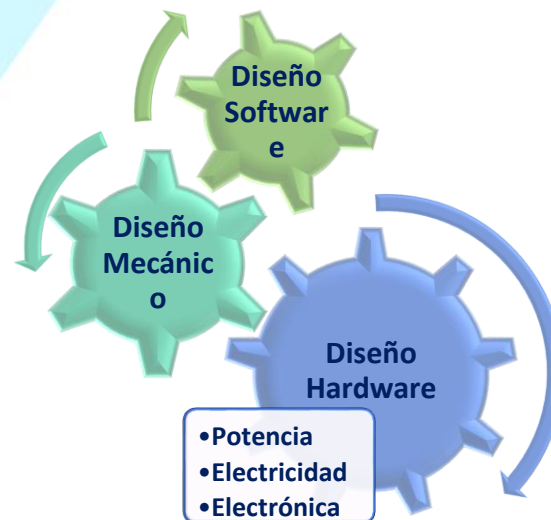 Diseño
Softwar
e
Diseño
Mecánic
o
Diseño
Hardware
•Potencia
•Electricidad
•Electrónica